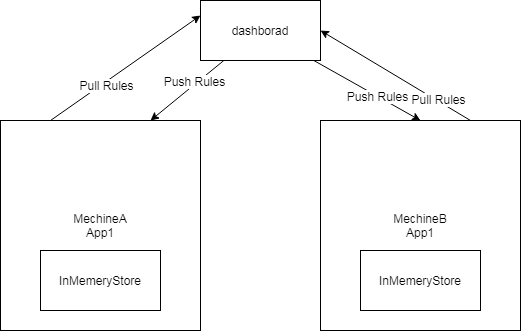 dashborad
Pull Rules
Push Rules
Push Rules
Pull Rules
MechineA
App1
MechineB
App1
InMemeryStore
InMemeryStore